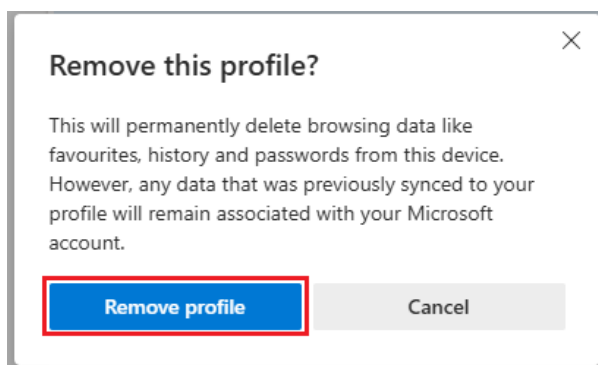 Remove this profile?
This will permanently delete browsing data like
favourites, history and passwords from this device.
However, any data that was previously synced to your
profile will remain associated with your Microsoft
account.
Remove profile
Cancel